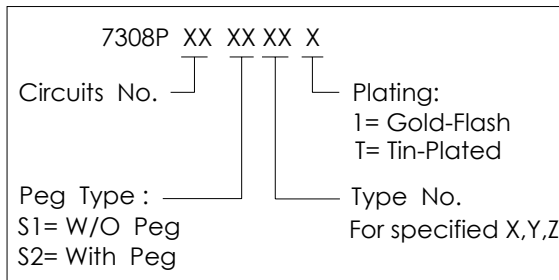 7308P XX XX XX X
Circuits No.
Plating:
1= Gold-Flash
T= Tin-Plated
Peg Type :
S1= W/O Peg
S2= With Peg
Type No.
For specified X,Y,Z